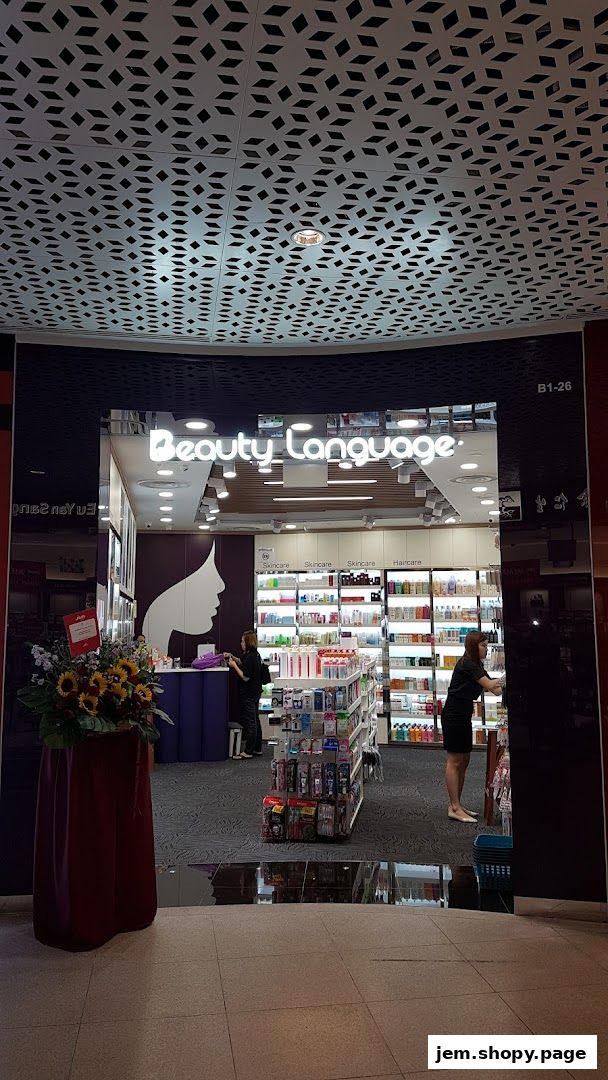 B1-26
Beauty Language
Eu Yan Sang
Skincare Skincare Skincare Haircare
jem.shopy.page